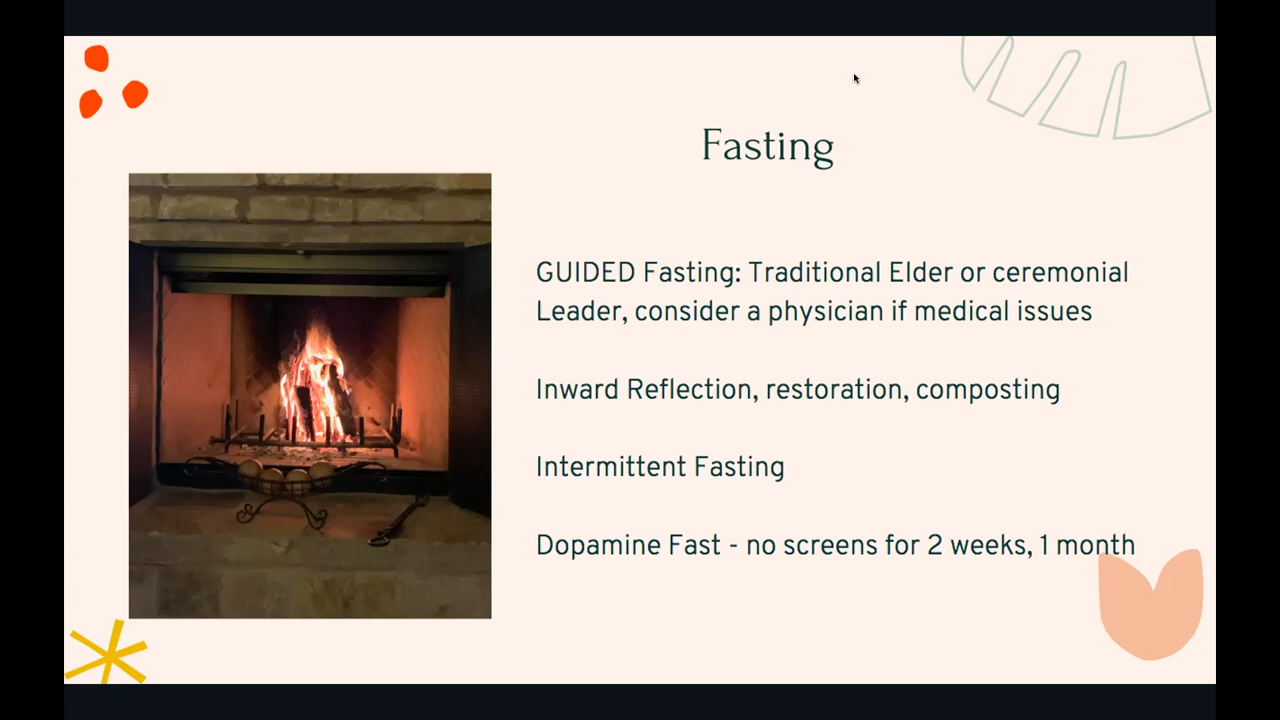 Fasting
GUIDED Fasting: Traditional Elder or ceremonial
Leader, consider a physician if medical issues
Inward Reflection, restoration, composting
Intermittent Fasting
Dopamine Fast - no screens for 2 weeks, 1 month